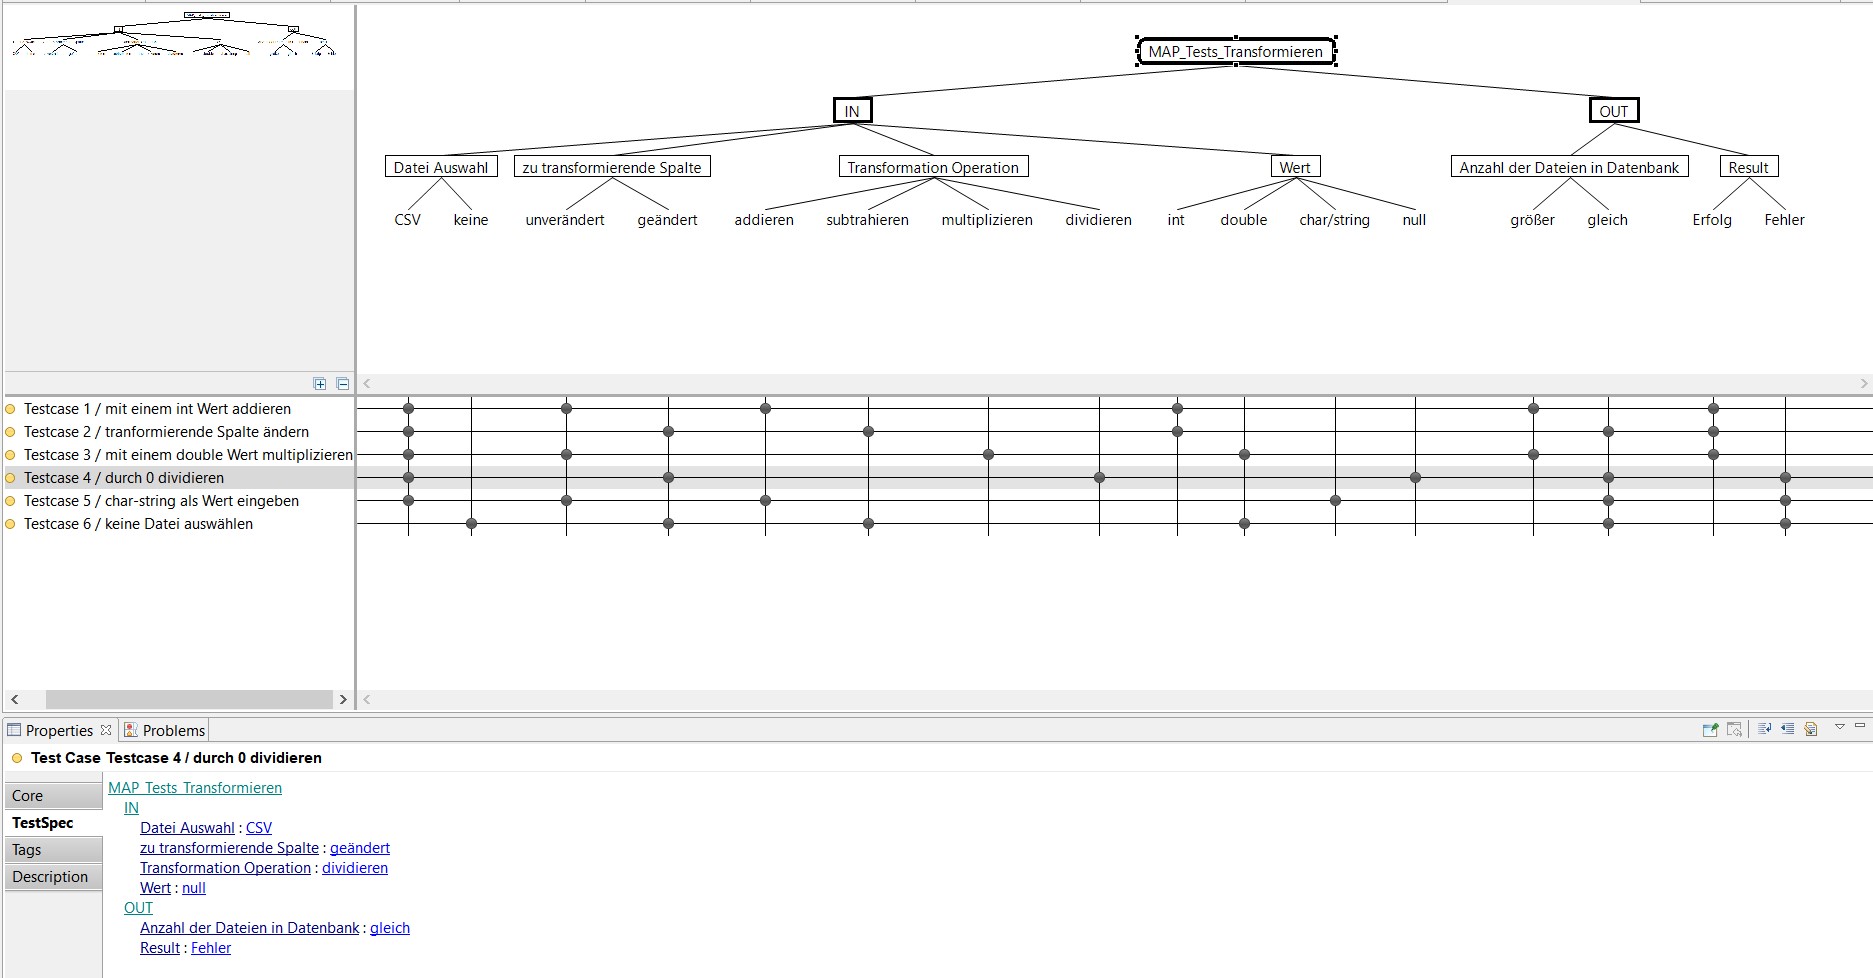 MAP_Tests_Transformieren
IN
OUT
Datei Auswahl
zu transformierende Spalte
Transformation Operation
Wert
Anzahl der Dateien in Datenbank
Result
CSV
keine
unverändert
geändert
addieren
subtrahieren
multiplizieren
dividieren
int
double
char/string
null
größer
gleich
Erfolg
Fehler
Testcase 1 / mit einem int Wert addieren
Testcase 2 / tranformierende Spalte ändern
Testcase 3 / mit einem double Wert multiplizieren
Testcase 4 / durch 0 dividieren
Testcase 5 / char-string als Wert eingeben
Testcase 6 / keine Datei auswählen
Properties
Problems
Test Case Testcase 4 / durch 0 dividieren
Core
TestSpec
Tags
Description
MAP_Tests_Transformieren
IN
Datei Auswahl : CSV
zu transformierende Spalte : geändert
Transformation Operation : dividieren
Wert : null
OUT
Anzahl der Dateien in Datenbank : gleich
Result : Fehler